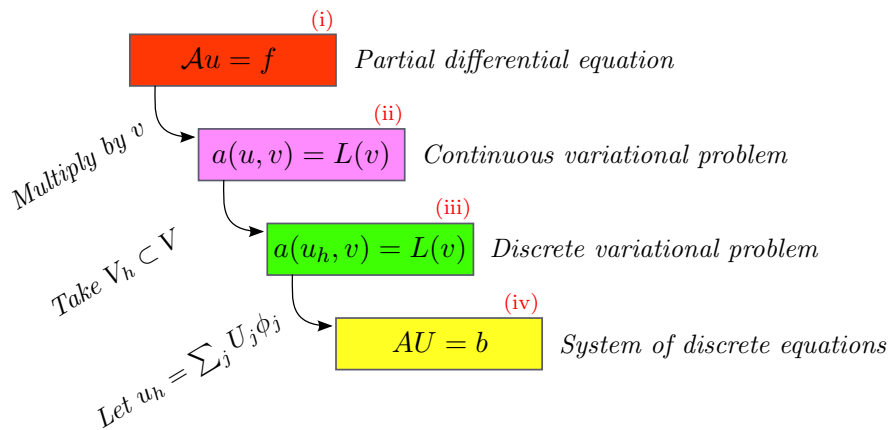 (i)
𝒜u = f Partial differential equation
Multiply by v
(ii)
a(u, v) = L(v) Continuous variational problem
Take V_h ⊂ V
(iii)
a(u_h, v) = L(v) Discrete variational problem
Let u_h = ∑_j U_j ϕ_j
(iv)
AU = b System of discrete equations